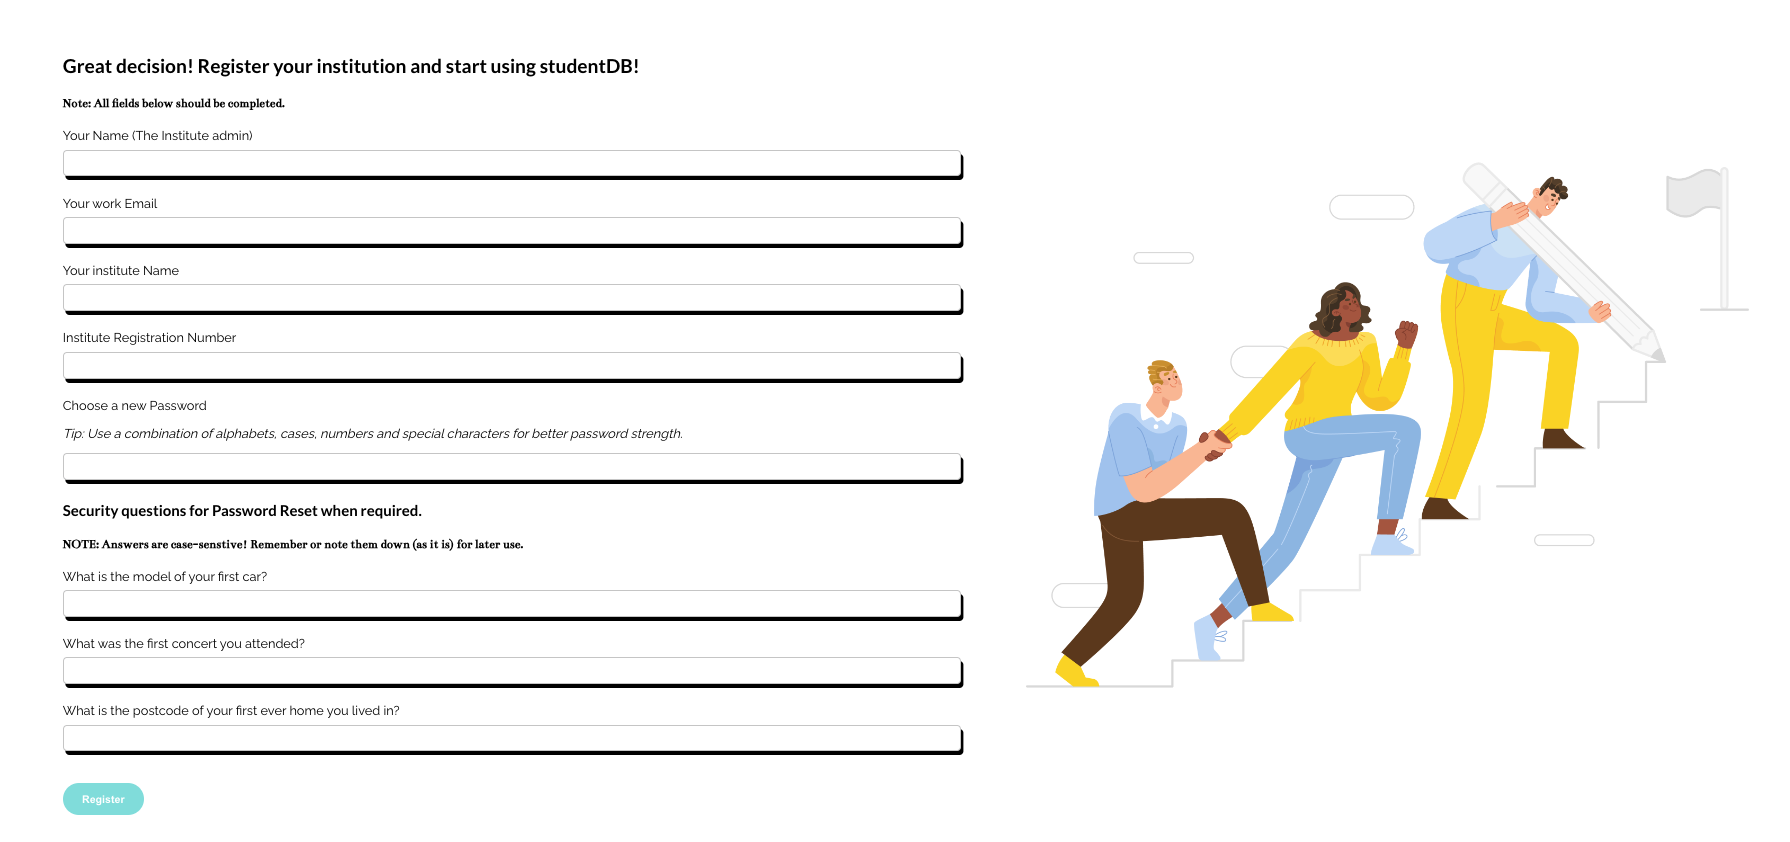 Great decision! Register your institution and start using studentDB!
Note: All fields below should be completed.
Your Name (The Institute admin)
Your work Email
Your institute Name
Institute Registration Number
Choose a new Password
Tip: Use a combination of alphabets, cases, numbers and special characters for better password strength.
Security questions for Password Reset when required.
NOTE: Answers are case-senstive! Remember or note them down (as it is) for later use.
What is the model of your first car?
What was the first concert you attended?
What is the postcode of your first ever home you lived in?
Register